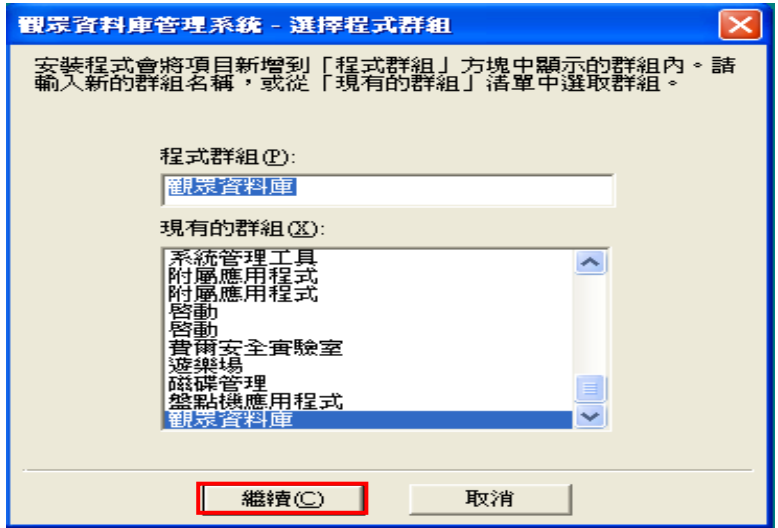 觀眾資料庫管理系統 - 選擇程式群組
安裝程式會將項目新增到「程式群組」方塊中顯示的群組內。請
輸入新的群組名稱，或從「現有的群組」清單中選取群組。
程式群組(P):
觀眾資料庫
現有的群組(X):
系統管理工具
附屬應用程式
附屬應用程式
啓動
啓動
費爾安全實驗室
遊樂場
磁碟管理
盤點機應用程式
觀眾資料庫
繼續(C)
取消